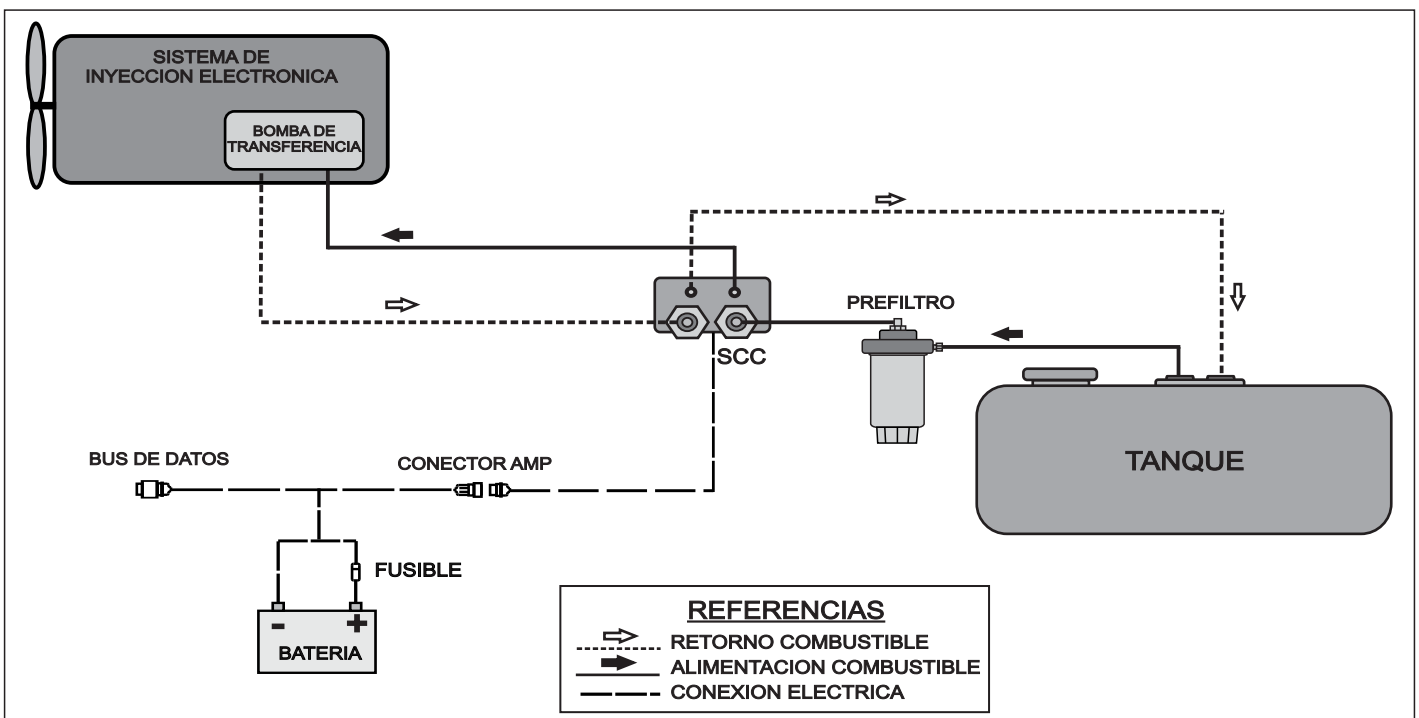 SISTEMA DE
INYECCION ELECTRONICA
BOMBA DE
TRANSFERENCIA
PREFILTRO
SCC
TANQUE
BUS DE DATOS
CONECTOR AMP
FUSIBLE
- +
BATERIA
REFERENCIAS
RETORNO COMBUSTIBLE
ALIMENTACION COMBUSTIBLE
CONEXION ELECTRICA